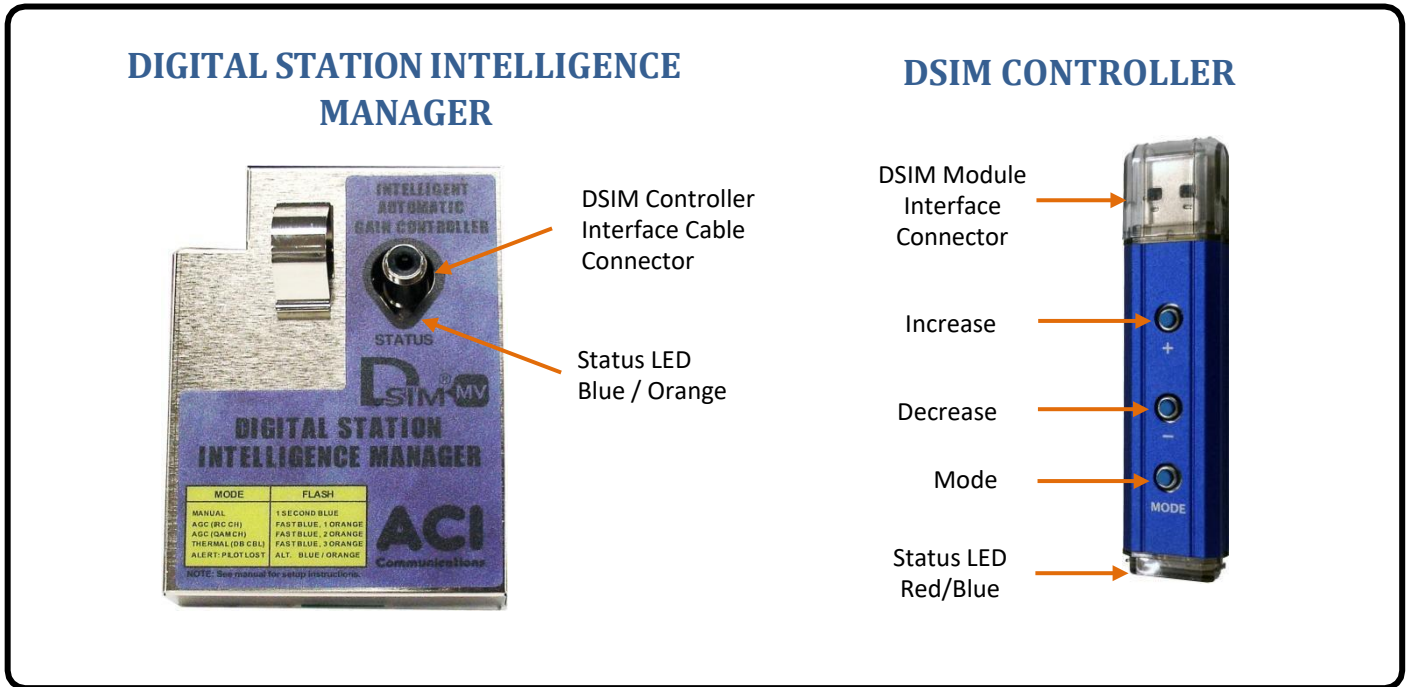 DIGITAL STATION INTELLIGENCE
MANAGER
INTELLIGENT
AUTOMATIC
GAIN CONTROLLER
STATUS
DSIM® MV
DIGITAL STATION
INTELLIGENCE MANAGER
MODE FLASH
MANUAL 1 SECOND BLUE
AGC (IRC CH) FAST BLUE, 1 ORANGE
AGC (QAM CH) FAST BLUE, 2 ORANGE
THERMAL (DB CBL) FAST BLUE, 3 ORANGE
ALERT: PILOT LOST ALT. BLUE / ORANGE
NOTE: See manual for setup instructions.
ACI
Communications
DSIM Controller
Interface Cable
Connector
Status LED
Blue / Orange
DSIM CONTROLLER
DSIM Module
Interface
Connector
Increase
+
Decrease
−
Mode
MODE
Status LED
Red/Blue